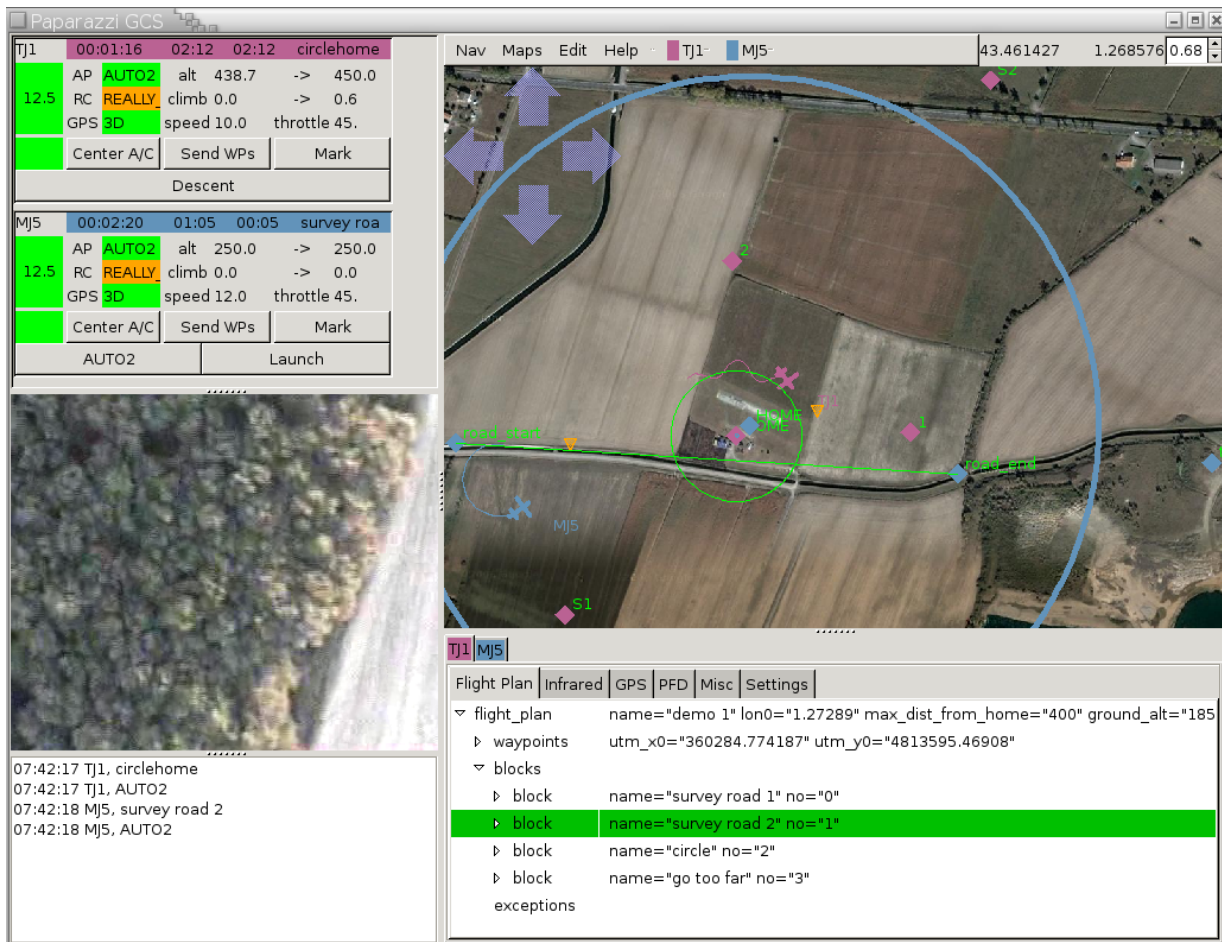 Paparazzi GCS
TJ1 00:01:16 02:12 02:12 circlehome
AP AUTO2 alt 438.7 -> 450.0
12.5 RC REALLY_ climb 0.0 -> 0.6
GPS 3D speed 10.0 throttle 45.
Center A/C Send WPs Mark
Descent
MJ5 00:02:20 01:05 00:05 survey roa
AP AUTO2 alt 250.0 -> 250.0
12.5 RC REALLY_ climb 0.0 -> 0.0
GPS 3D speed 12.0 throttle 45.
Center A/C Send WPs Mark
AUTO2 Launch
07:42:17 TJ1, circlehome
07:42:17 TJ1, AUTO2
07:42:18 MJ5, survey road 2
07:42:18 MJ5, AUTO2
Nav Maps Edit Help TJ1 MJ5 43.461427 1.268576 0.68
S2
2
HOME
OME
road_start
1
road_end
MJ5
S1
TJ1 MJ5
Flight Plan Infrared GPS PFD Misc Settings
flight_plan name="demo 1" lon0="1.27289" max_dist_from_home="400" ground_alt="185
waypoints utm_x0="360284.774187" utm_y0="4813595.46908"
blocks
block name="survey road 1" no="0"
block name="survey road 2" no="1"
block name="circle" no="2"
block name="go too far" no="3"
exceptions